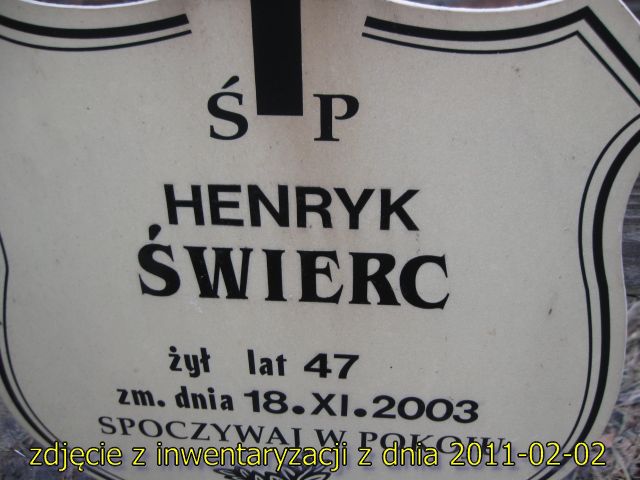 Ś P
HENRYK
ŚWIERC
żył lat 47
zm. dnia 18.XI.2003
SPOCZYWAJ W POKOJU
zdjęcie z inwentaryzacji z dnia 2011-02-02